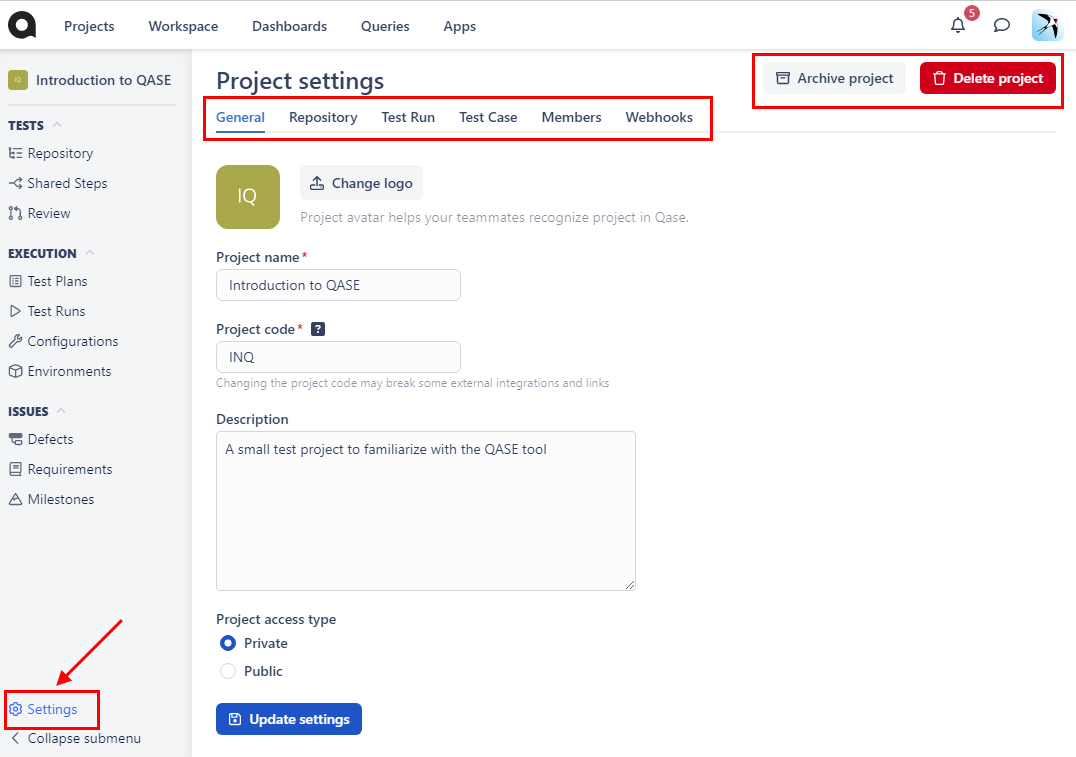 Projects Workspace Dashboards Queries Apps 5
IQ Introduction to QASE
TESTS
Repository
Shared Steps
Review
EXECUTION
Test Plans
Test Runs
Configurations
Environments
ISSUES
Defects
Requirements
Milestones
Settings
Collapse submenu
Project settings
Archive project Delete project
General Repository Test Run Test Case Members Webhooks
IQ
Change logo
Project avatar helps your teammates recognize project in Qase.
Project name*
Introduction to QASE
Project code* ?
INQ
Changing the project code may break some external integrations and links
Description
A small test project to familiarize with the QASE tool
Project access type
Private
Public
Update settings